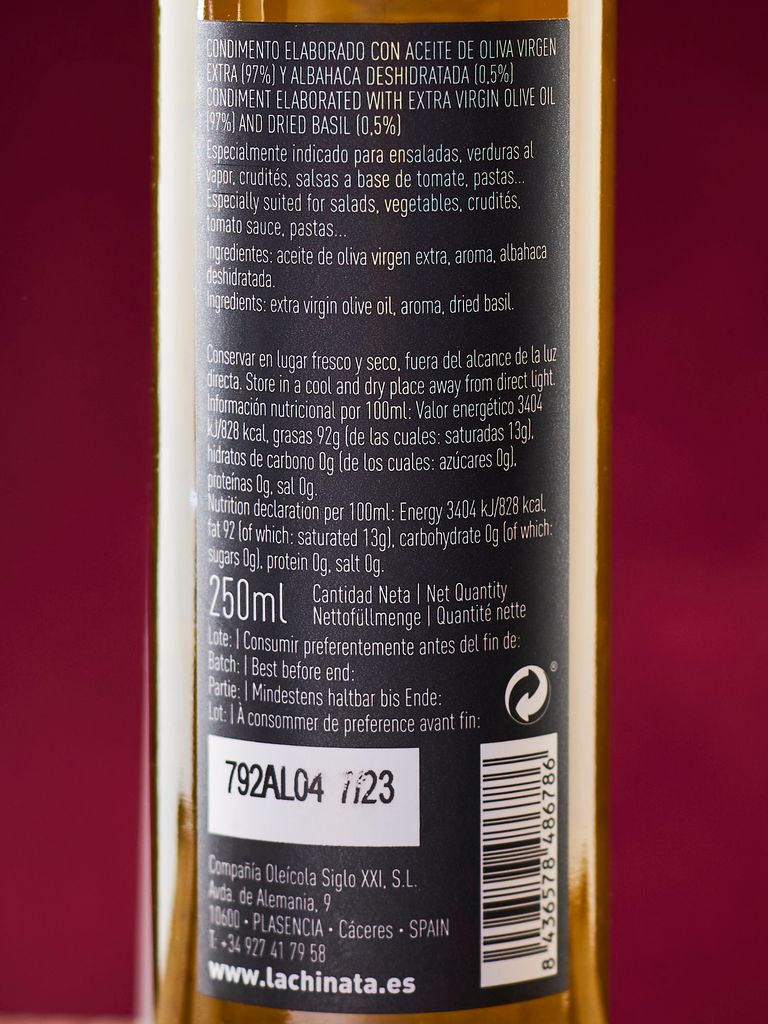 CONDIMENTO ELABORADO CON ACEITE DE OLIVA VIRGEN
EXTRA (97%) Y ALBAHACA DESHIDRATADA (0,5%)
CONDIMENT ELABORATED WITH EXTRA VIRGIN OLIVE OIL
(97%) AND DRIED BASIL (0,5%)
Especialmente indicado para ensaladas, verduras al
vapor, crudités, salsas a base de tomate, pastas...
Especially suited for salads, vegetables, crudités,
tomato sauce, pastas...
Ingredientes: aceite de oliva virgen extra, aroma, albahaca
deshidratada.
Ingredients: extra virgin olive oil, aroma, dried basil.
Conservar en lugar fresco y seco, fuera del alcance de la luz
directa. Store in a cool and dry place away from direct light.
Información nutricional por 100ml: Valor energético 3404
kJ/828 kcal, grasas 92g (de las cuales: saturadas 13g),
hidratos de carbono 0g (de los cuales: azúcares 0g),
proteínas 0g, sal 0g.
Nutrition declaration per 100ml: Energy 3404 kJ/828 kcal,
fat 92 (of which: saturated 13g), carbohydrate 0g (of which:
sugars 0g), protein 0g, salt 0g.
250ml Cantidad Neta | Net Quantity
Nettofüllmenge | Quantité nette
Lote: | Consumir preferentemente antes del fin de:
Batch: | Best before end:
Partie: | Mindestens haltbar bis Ende:
Lot: | À consommer de preference avant fin:
®
792AL04 11/23
8 436578 486786
Compañía Oleícola Siglo XXI, S.L.
Avda. de Alemania, 9
10600 · PLASENCIA · Cáceres · SPAIN
T: +34 927 41 79 58
www.lachinata.es